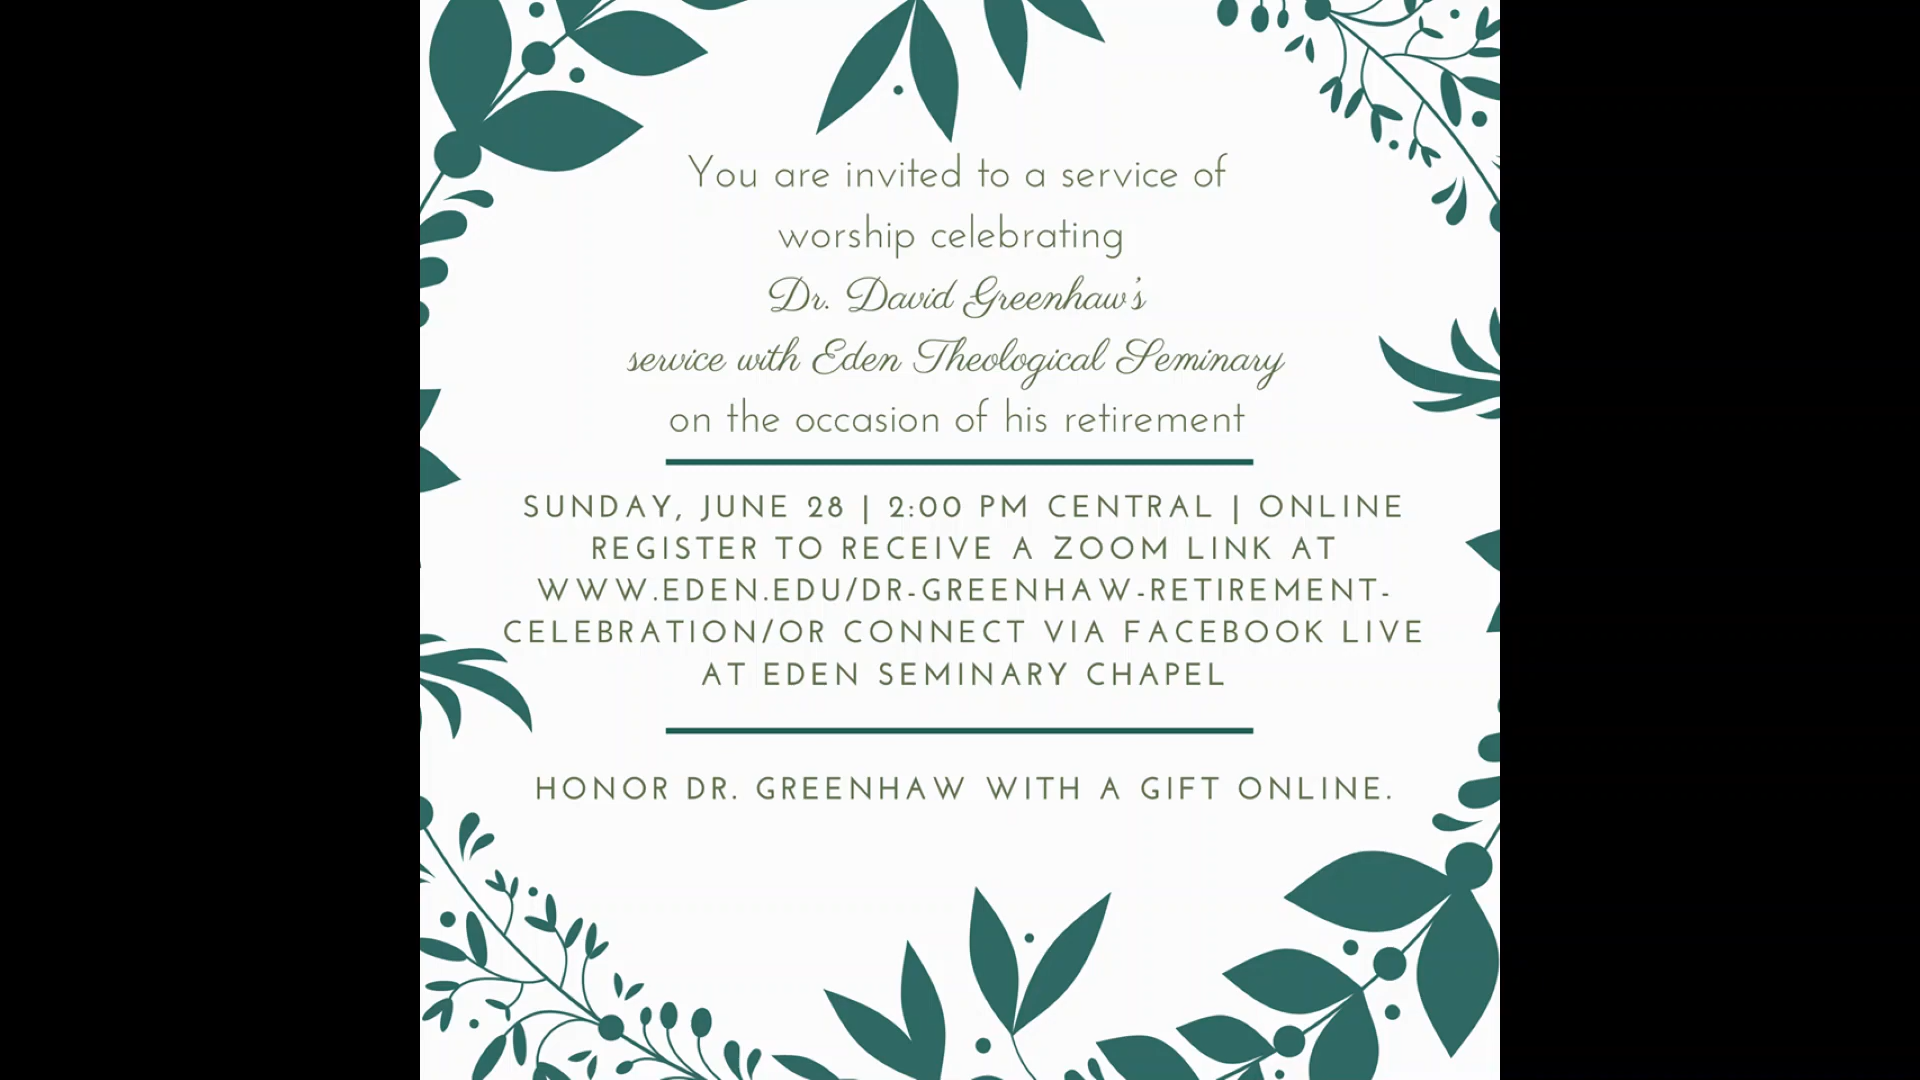 You are invited to a service of
worship celebrating
Dr. David Greenhaw's
service with Eden Theological Seminary
on the occasion of his retirement
SUNDAY, JUNE 28 | 2:00 PM CENTRAL | ONLINE
REGISTER TO RECEIVE A ZOOM LINK AT
WWW.EDEN.EDU/DR-GREENHAW-RETIREMENT-
CELEBRATION/OR CONNECT VIA FACEBOOK LIVE
AT EDEN SEMINARY CHAPEL
HONOR DR. GREENHAW WITH A GIFT ONLINE.